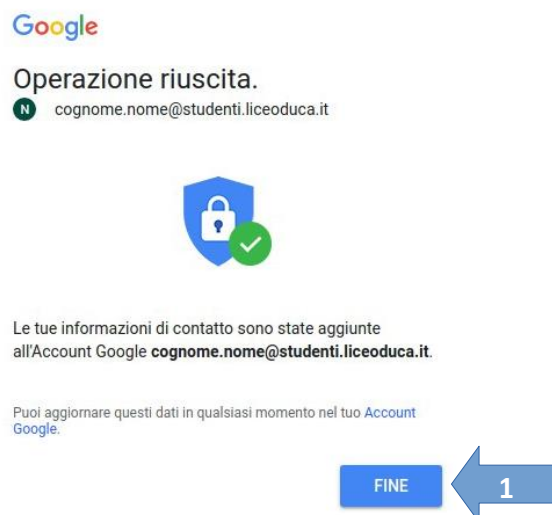 Google
Operazione riuscita.
N cognome.nome@studenti.liceoduca.it
Le tue informazioni di contatto sono state aggiunte
all'Account Google cognome.nome@studenti.liceoduca.it.
Puoi aggiornare questi dati in qualsiasi momento nel tuo Account
Google.
FINE 1